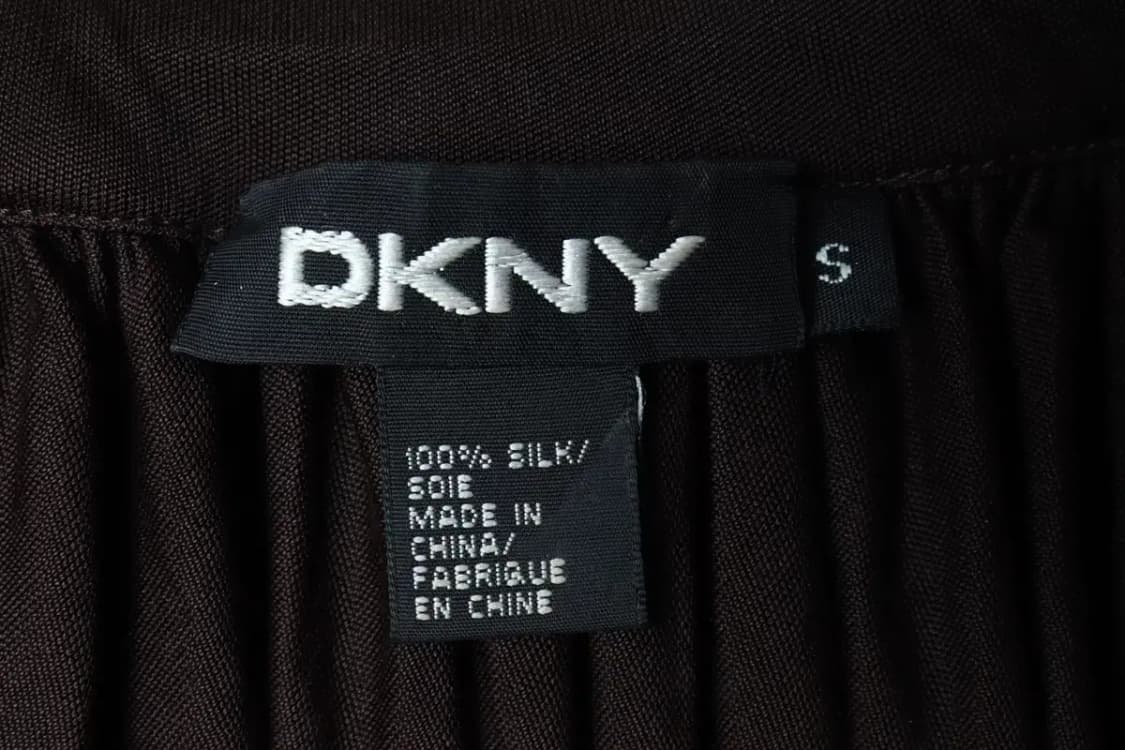 DKNY
S
100% SILK/
SOIE
MADE IN
CHINA/
FABRIQUE
EN CHINE